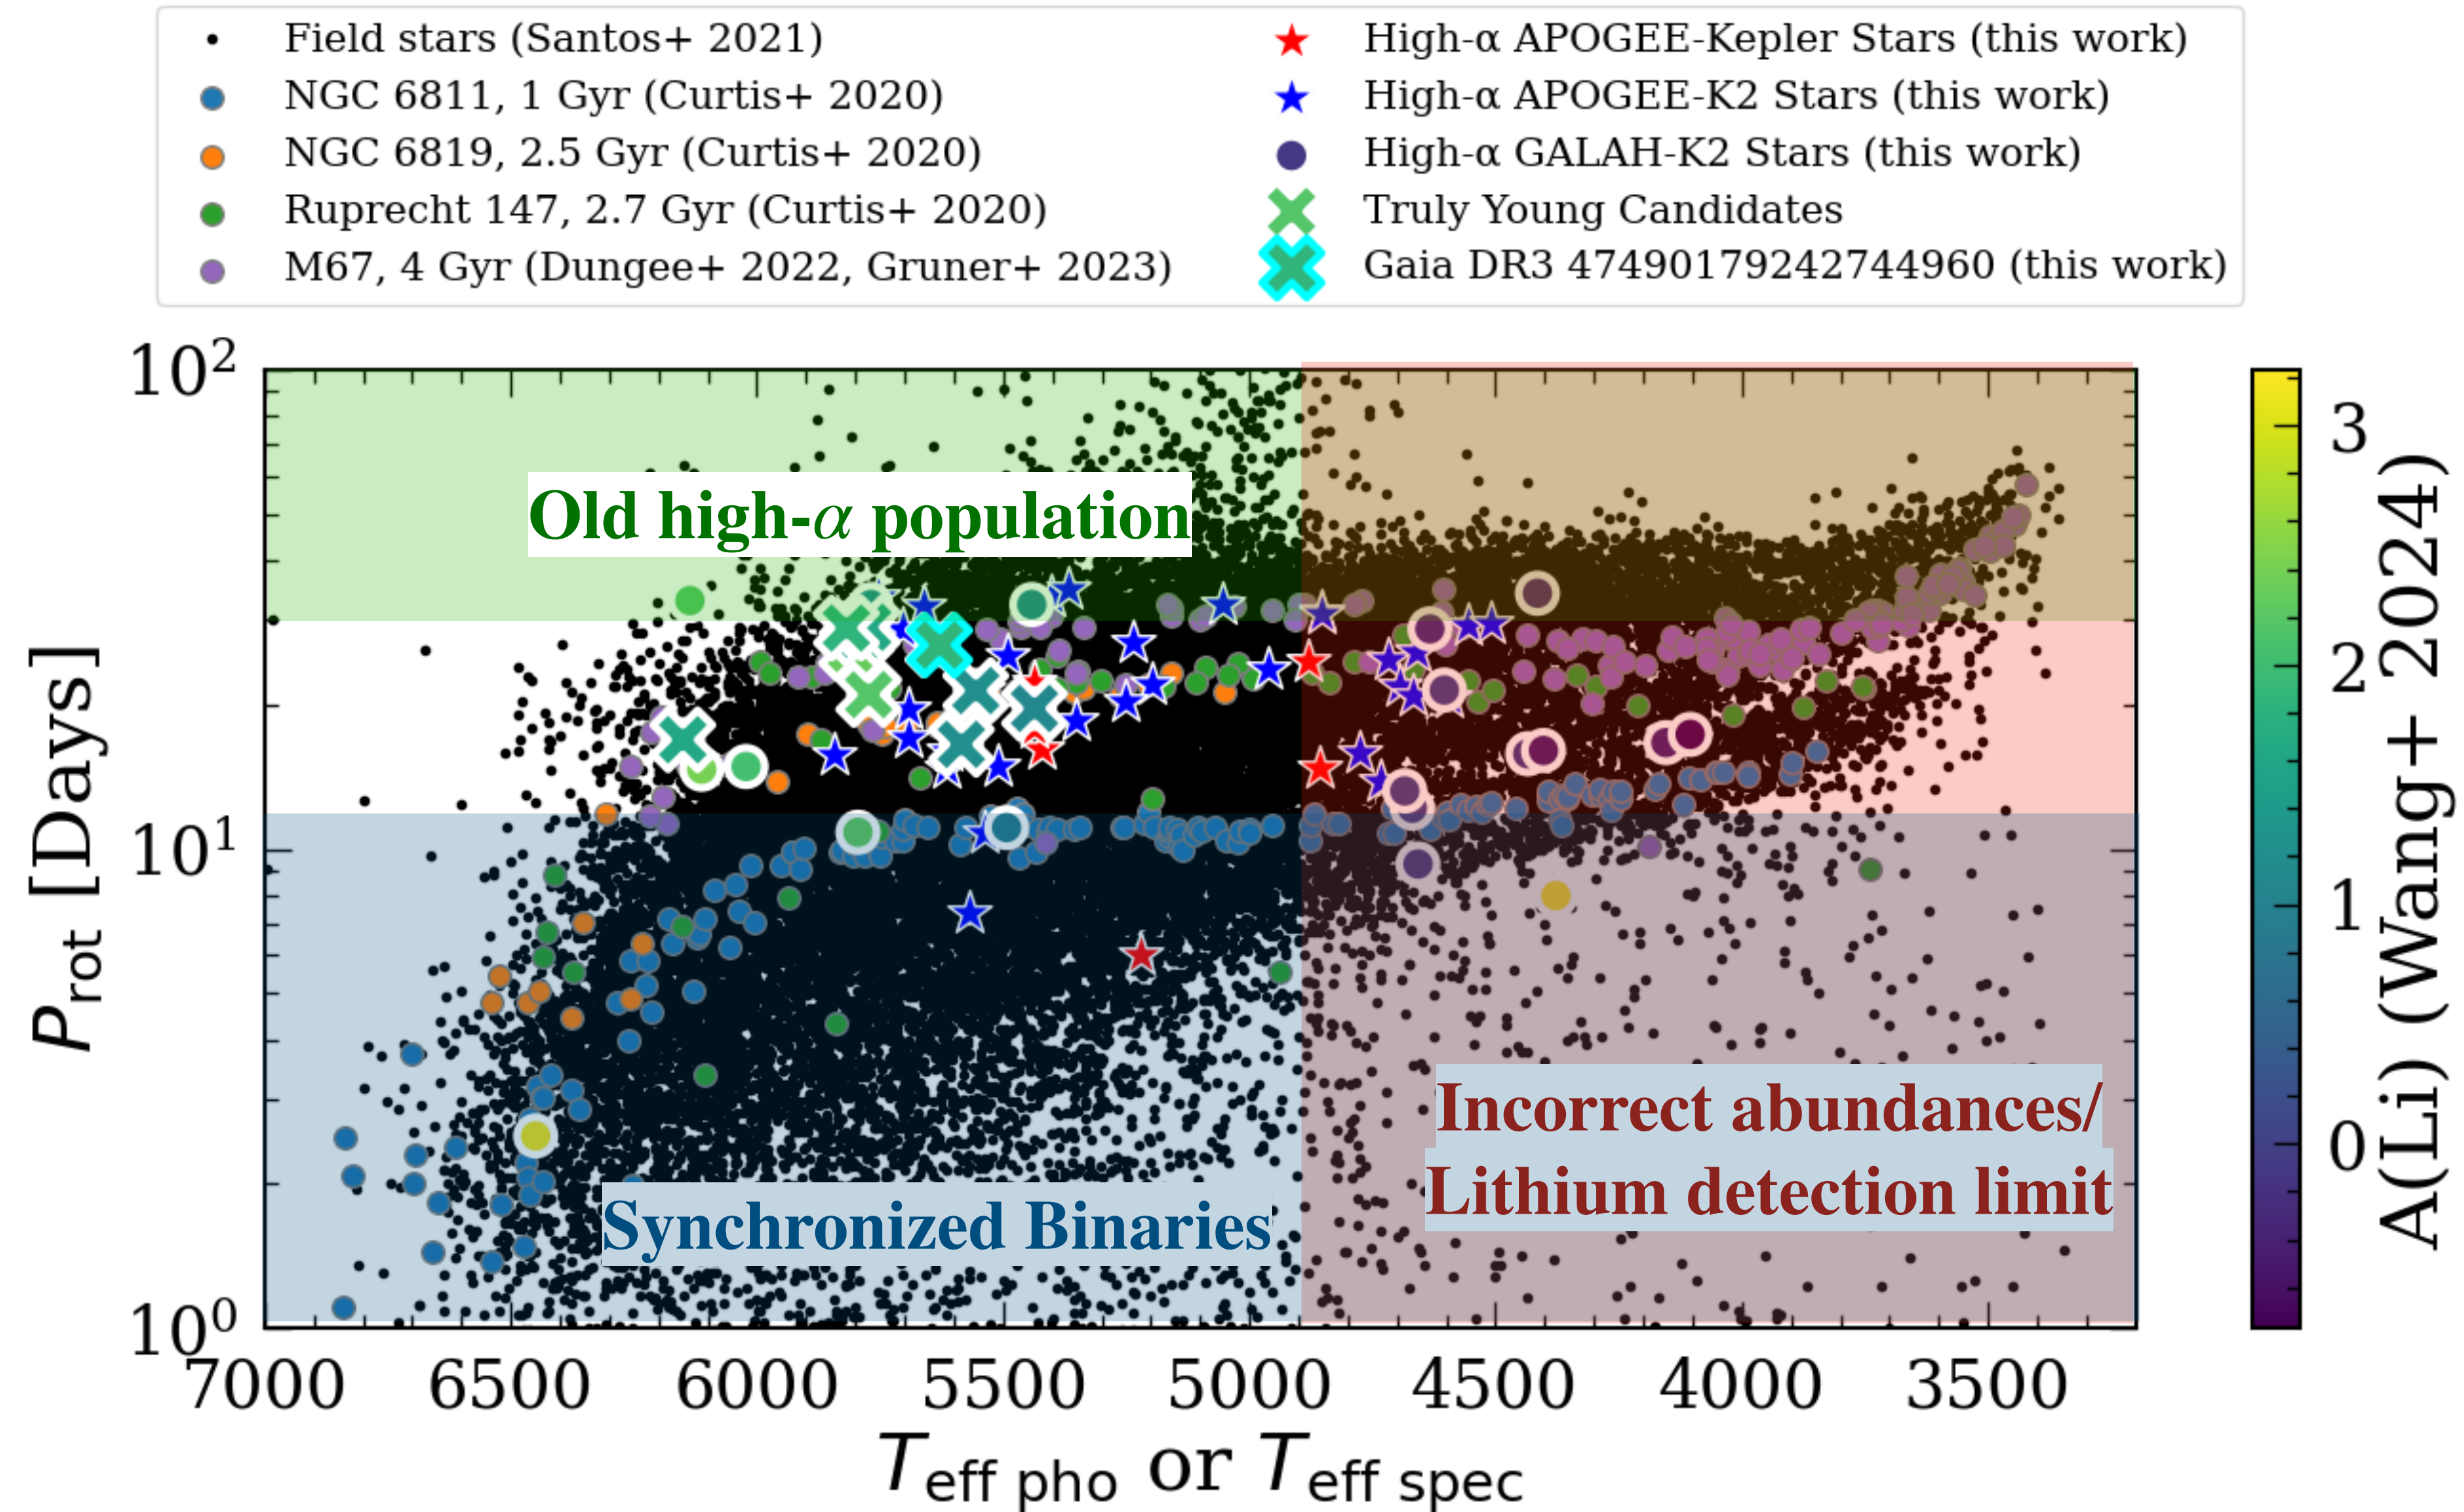 Field stars (Santos+ 2021)
NGC 6811, 1 Gyr (Curtis+ 2020)
NGC 6819, 2.5 Gyr (Curtis+ 2020)
Ruprecht 147, 2.7 Gyr (Curtis+ 2020)
M67, 4 Gyr (Dungee+ 2022, Gruner+ 2023)
High-α APOGEE-Kepler Stars (this work)
High-α APOGEE-K2 Stars (this work)
High-α GALAH-K2 Stars (this work)
Truly Young Candidates
Gaia DR3 47490179242744960 (this work)
10²
10¹
10⁰
P_rot [Days]
Old high-α population
Synchronized Binaries
Incorrect abundances/
Lithium detection limit
7000 6500 6000 5500 5000 4500 4000 3500
T_eff pho or T_eff spec
3
2
1
0
A(Li) (Wang+ 2024)